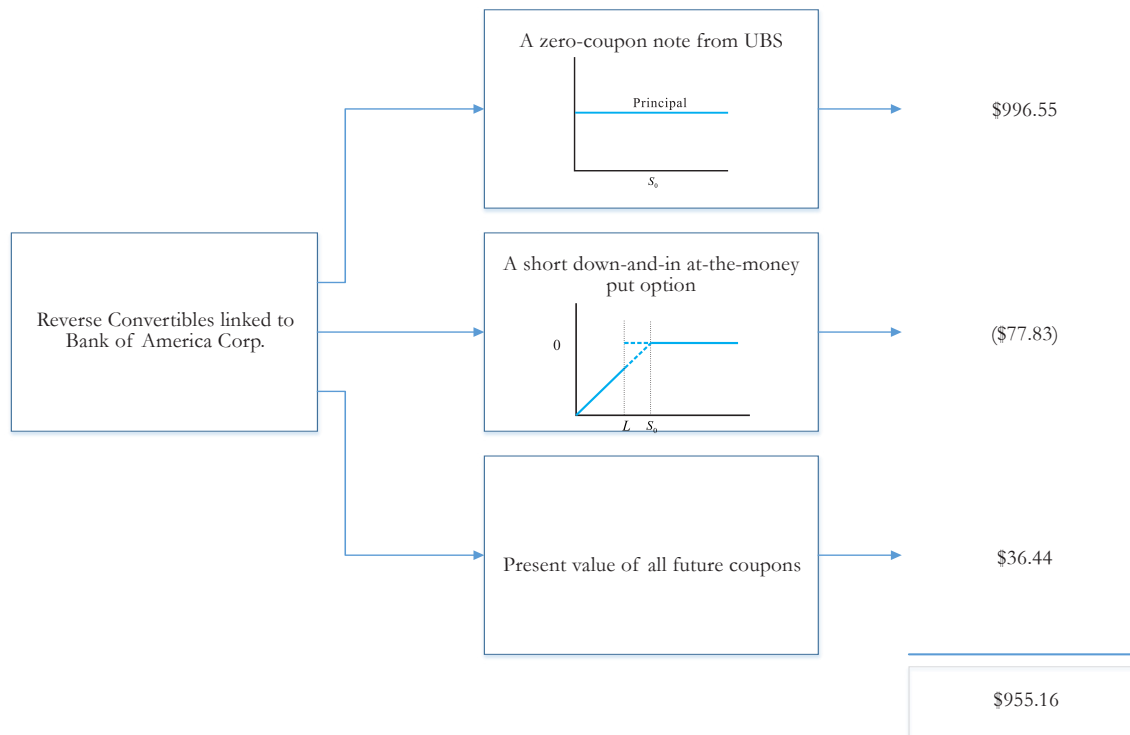 A zero-coupon note from UBS
Principal
S₀
$996.55
Reverse Convertibles linked to
Bank of America Corp.
A short down-and-in at-the-money
put option
0
L S₀
($77.83)
Present value of all future coupons
$36.44
$955.16